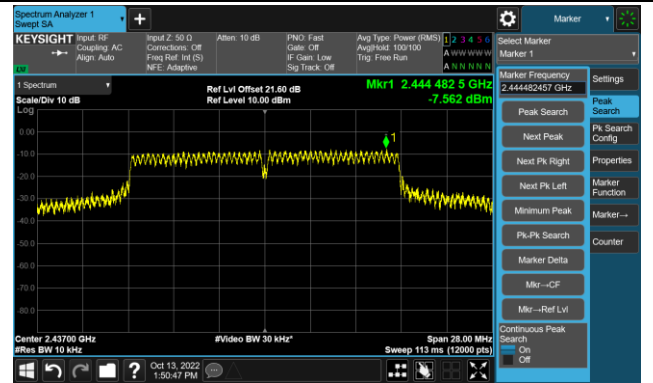 Spectrum Analyzer 1
Swept SA
Marker
KEYSIGHT
Input: RF
Coupling: AC
Align: Auto
Input Z: 50 Ω
Corrections: Off
Freq Ref: Int (S)
NFE: Adaptive
Atten: 10 dB
PNO: Fast
Gate: Off
IF Gain: Low
Sig Track: Off
Avg Type: Power (RMS)
Avg|Hold: 100/100
Trig: Free Run
1 2 3 4 5 6
A W W W W W
A N N N N N
Select Marker
Marker 1
1 Spectrum
Scale/Div 10 dB
Log
Ref Lvl Offset 21.60 dB
Ref Level 10.00 dBm
Mkr1 2.444 482 5 GHz
-7.562 dBm
1
0.00
-10.0
-20.0
-30.0
-40.0
-50.0
-60.0
-70.0
-80.0
Center 2.43700 GHz
#Res BW 10 kHz
#Video BW 30 kHz*
Span 28.00 MHz
Sweep 113 ms (12000 pts)
Marker Frequency
2.444482457 GHz
Peak Search
Next Peak
Next Pk Right
Next Pk Left
Minimum Peak
Pk-Pk Search
Marker Delta
Mkr→CF
Mkr→Ref Lvl
Continuous Peak
Search
On
Off
Settings
Peak
Search
Pk Search
Config
Properties
Marker
Function
Marker→
Counter
Oct 13, 2022
1:50:47 PM